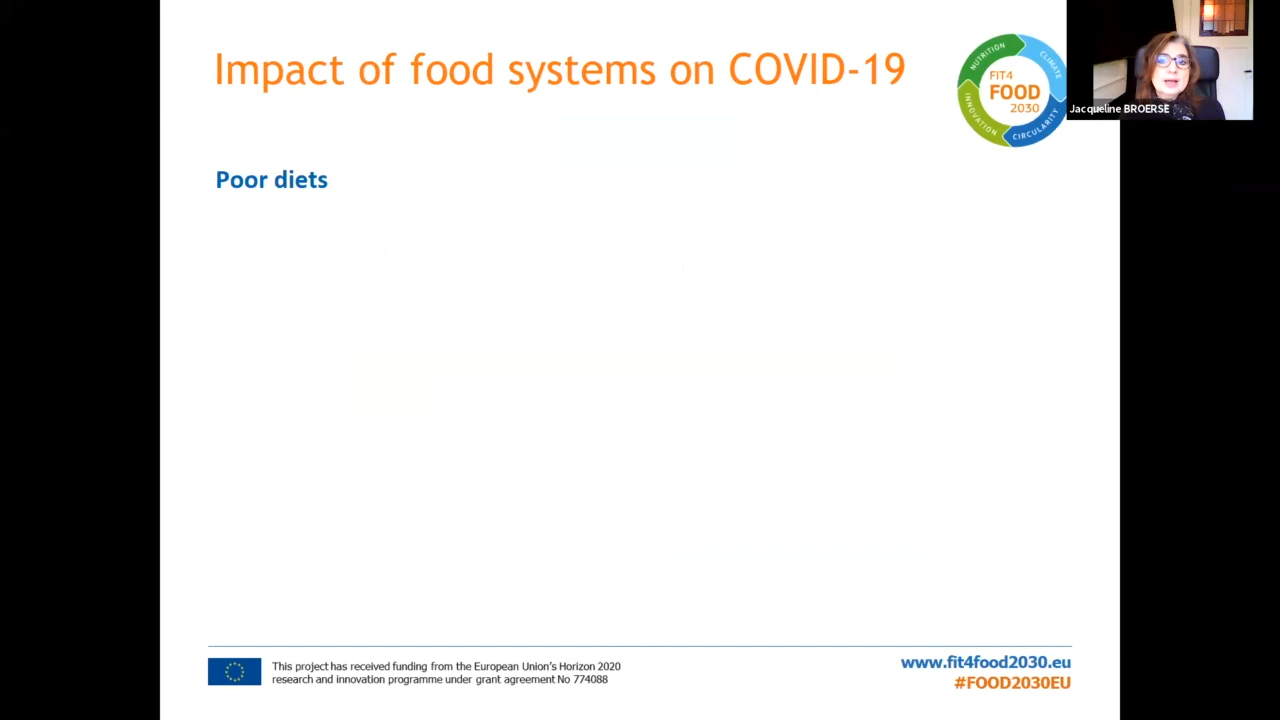 Impact of food systems on COVID-19
NUTRITION
CLIMATE
FIT4
FOOD
2030
INNOVATION
CIRCULARITY
Jacqueline BROERSE
Poor diets
This project has received funding from the European Union's Horizon 2020
research and innovation programme under grant agreement No 774088
www.fit4food2030.eu
#FOOD2030EU